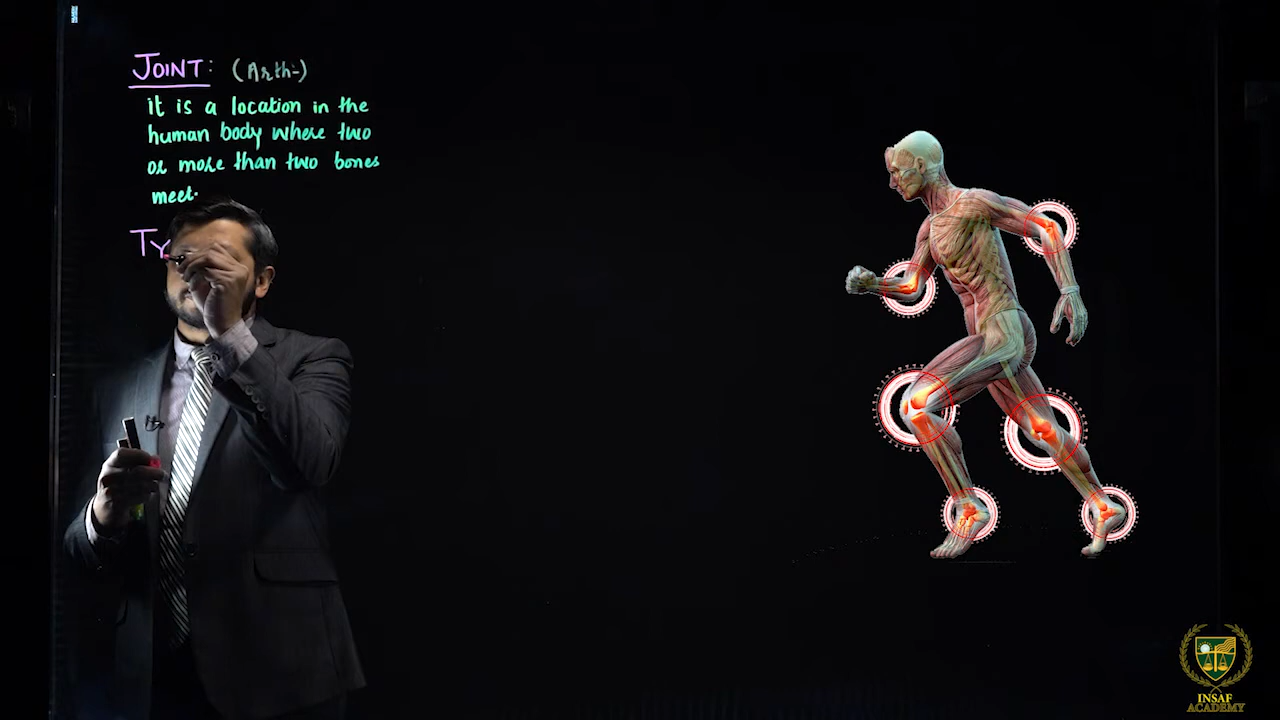 JOINT: (Arth-)
it is a location in the
human body where two
or more than two bones
meet.
Ty
INSAF
ACADEMY